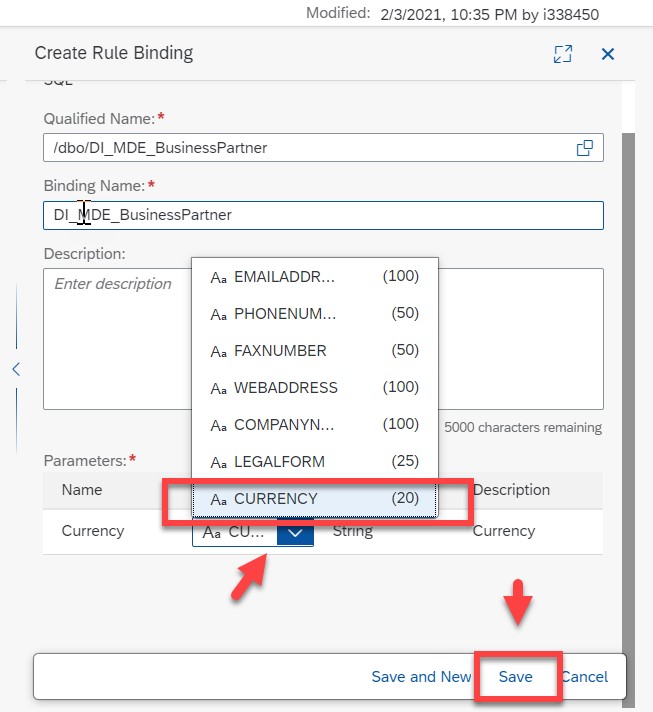 Modified: 2/3/2021, 10:35 PM by i338450
Create Rule Binding
SQL
Qualified Name:*
/dbo/DI_MDE_BusinessPartner
Binding Name:*
DI_MDE_BusinessPartner
Description:
Enter description
Aa EMAILADDR... (100)
Aa PHONENUM... (50)
Aa FAXNUMBER (50)
Aa WEBADDRESS (100)
Aa COMPANYN... (100)
Aa LEGALFORM (25)
Aa CURRENCY (20)
5000 characters remaining
Parameters:*
Name Description
Currency Aa CU... String Currency
Save and New Save Cancel